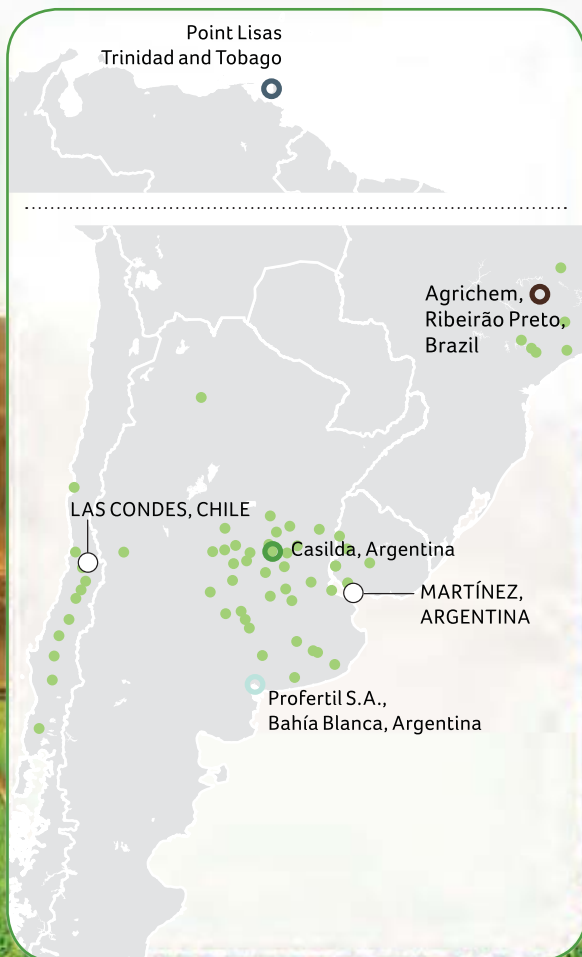 Point Lisas
Trinidad and Tobago
Agrichem,
Ribeirão Preto,
Brazil
LAS CONDES, CHILE
Casilda, Argentina
MARTÍNEZ,
ARGENTINA
Profertil S.A.,
Bahía Blanca, Argentina